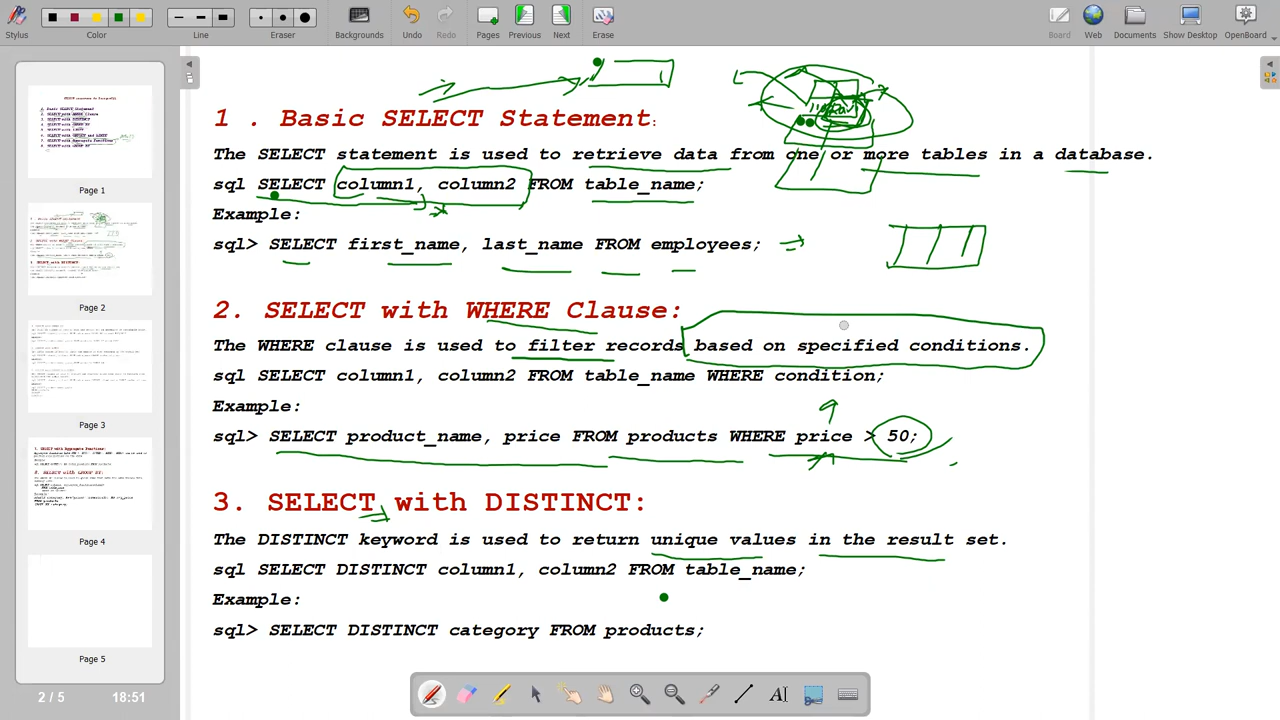 Stylus
Color
Line
Eraser
Backgrounds
Undo
Redo
Pages
Previous
Next
Erase
Board
Web
Documents
Show Desktop
OpenBoard
Page 1
Page 2
Page 3
Page 4
Page 5
2 / 5
18:51
1 . Basic SELECT Statement:
The SELECT statement is used to retrieve data from one or more tables in a database.
sql SELECT column1, column2 FROM table_name;
Example:
sql> SELECT first_name, last_name FROM employees;
2. SELECT with WHERE Clause:
The WHERE clause is used to filter records based on specified conditions.
sql SELECT column1, column2 FROM table_name WHERE condition;
Example:
sql> SELECT product_name, price FROM products WHERE price > 50;
3. SELECT with DISTINCT:
The DISTINCT keyword is used to return unique values in the result set.
sql SELECT DISTINCT column1, column2 FROM table_name;
Example:
sql> SELECT DISTINCT category FROM products;